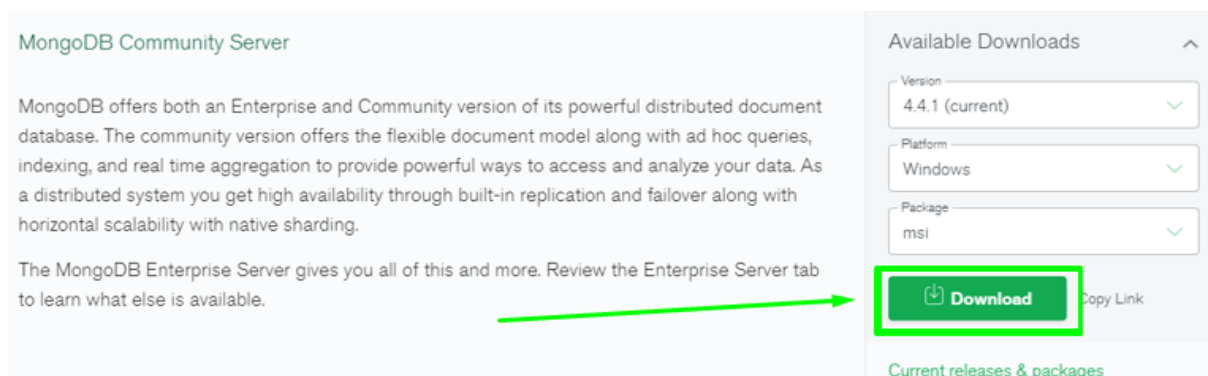 MongoDB Community Server
MongoDB offers both an Enterprise and Community version of its powerful distributed document
database. The community version offers the flexible document model along with ad hoc queries,
indexing, and real time aggregation to provide powerful ways to access and analyze your data. As
a distributed system you get high availability through built-in replication and failover along with
horizontal scalability with native sharding.
The MongoDB Enterprise Server gives you all of this and more. Review the Enterprise Server tab
to learn what else is available.
Available Downloads
Version
4.4.1 (current)
Platform
Windows
Package
msi
Download
Copy Link
Current releases & packages